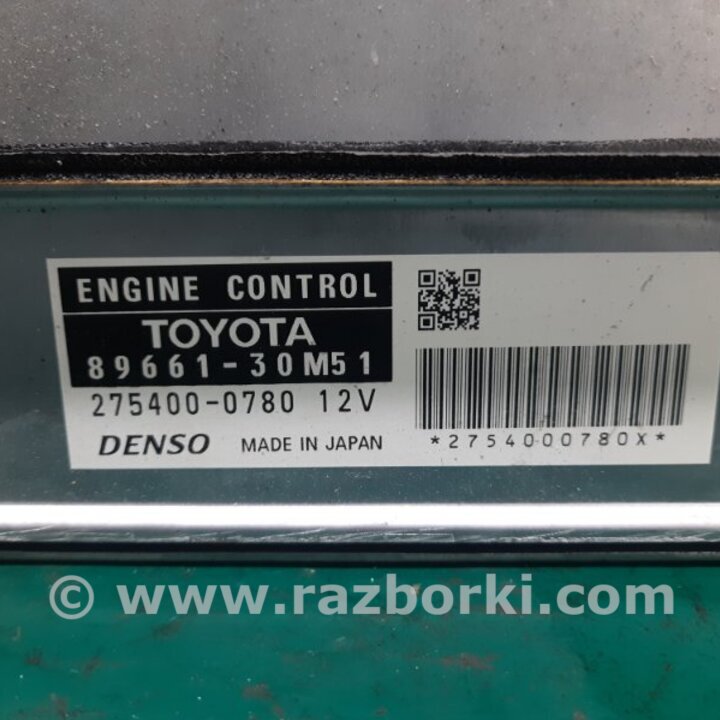 ENGINE CONTROL
TOYOTA
89661-30M51
275400-0780 12V
DENSO MADE IN JAPAN
*2754000780X*
© www.razborki.com